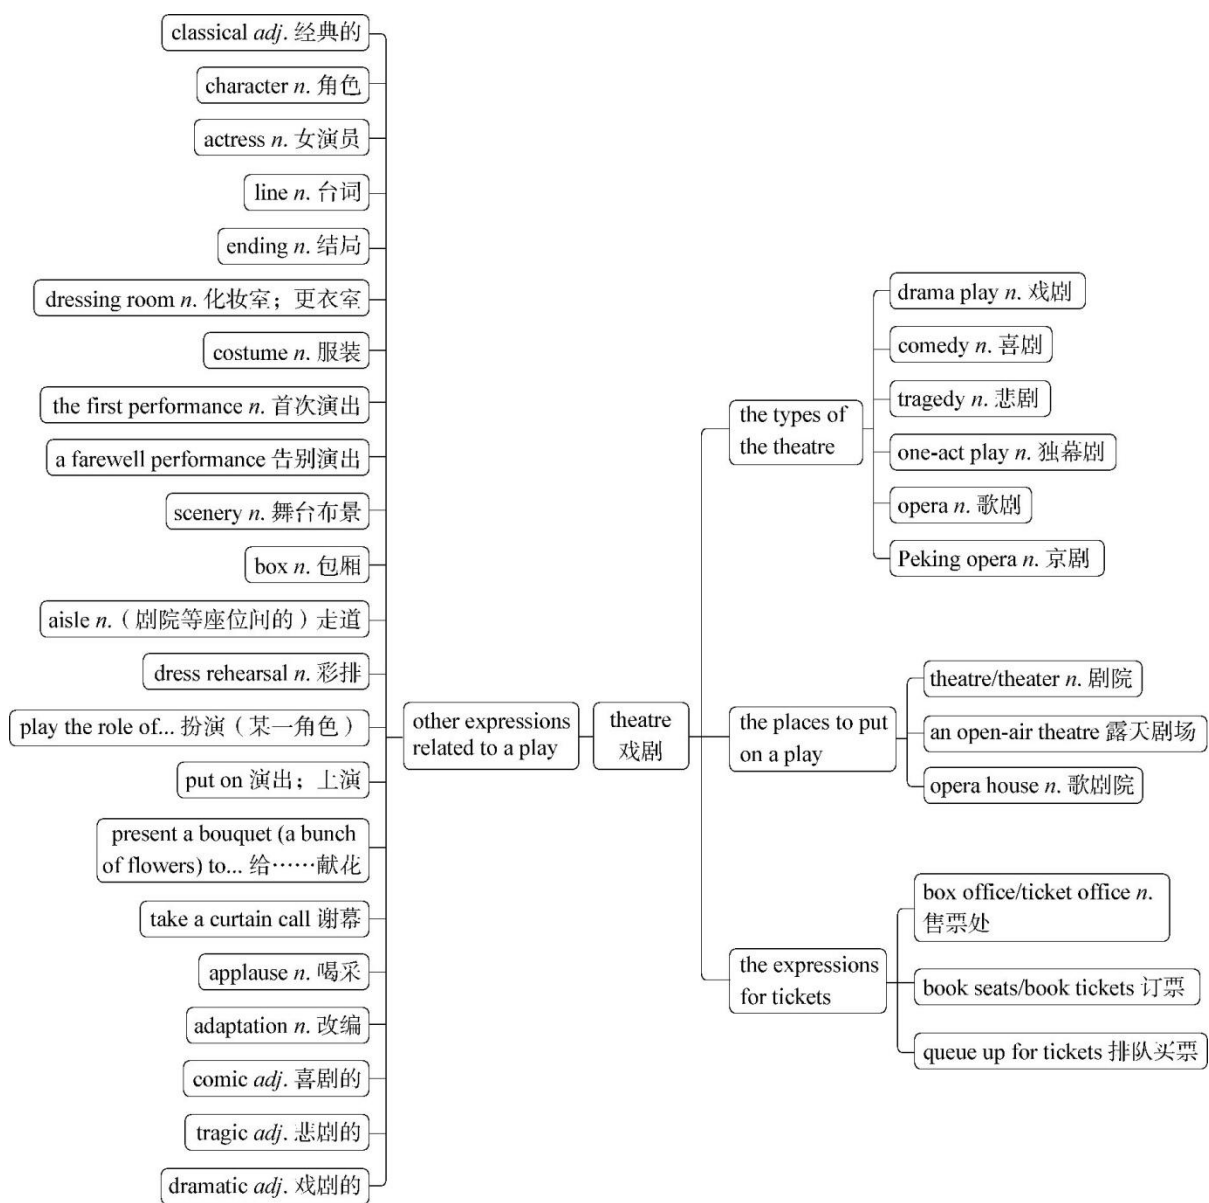 classical adj. 经典的
character n. 角色
actress n. 女演员
line n. 台词
ending n. 结局
dressing room n. 化妆室；更衣室
costume n. 服装
the first performance n. 首次演出
a farewell performance 告别演出
scenery n. 舞台布景
box n. 包厢
aisle n.（剧院等座位间的）走道
dress rehearsal n. 彩排
play the role of... 扮演（某一角色）
put on 演出；上演
present a bouquet (a bunch
of flowers) to... 给……献花
take a curtain call 谢幕
applause n. 喝采
adaptation n. 改编
comic adj. 喜剧的
tragic adj. 悲剧的
dramatic adj. 戏剧的
other expressions
related to a play
theatre
戏剧
the types of
the theatre
drama play n. 戏剧
comedy n. 喜剧
tragedy n. 悲剧
one-act play n. 独幕剧
opera n. 歌剧
Peking opera n. 京剧
the places to put
on a play
theatre/theater n. 剧院
an open-air theatre 露天剧场
opera house n. 歌剧院
the expressions
for tickets
box office/ticket office n.
售票处
book seats/book tickets 订票
queue up for tickets 排队买票